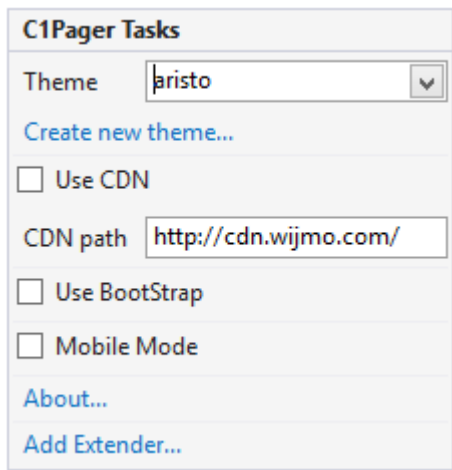 C1Pager Tasks
Theme aristo
Create new theme...
Use CDN
CDN path http://cdn.wijmo.com/
Use BootStrap
Mobile Mode
About...
Add Extender...